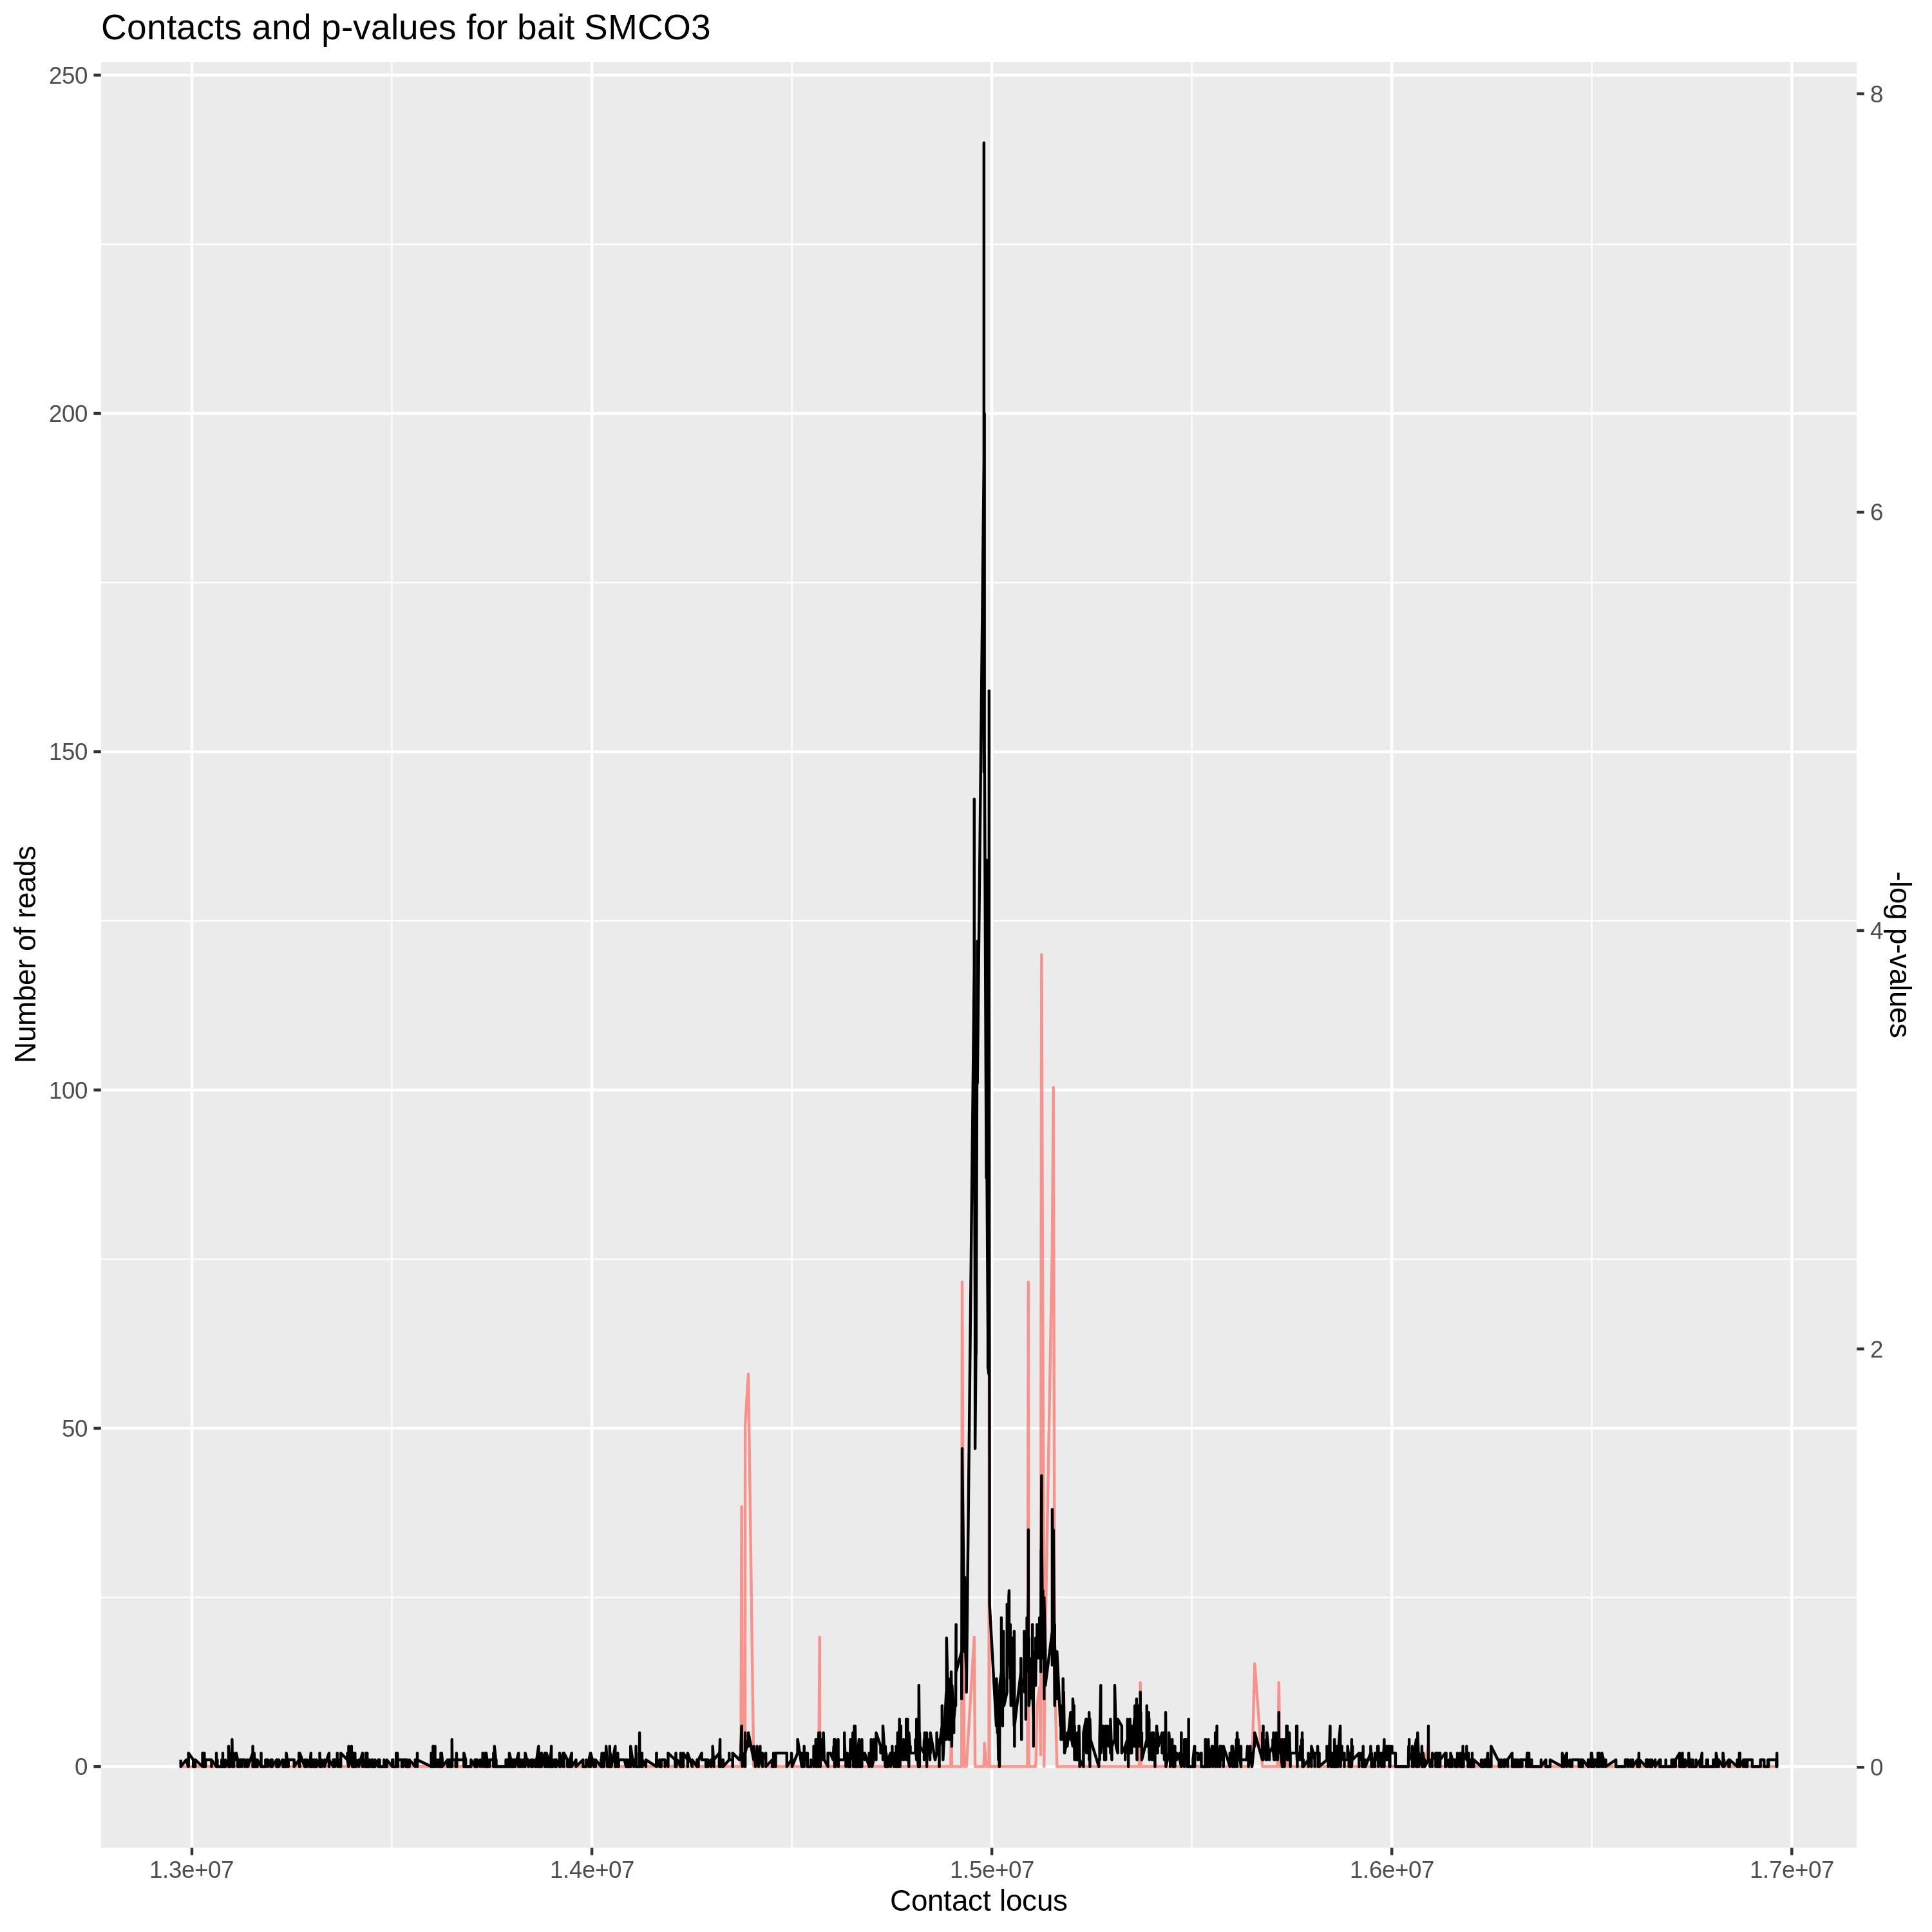 Contacts and p-values for bait SMCO3
250
200
150
100
50
0
Number of reads
8
6
4
2
0
-log p-values
1.3e+07
1.4e+07
1.5e+07
1.6e+07
1.7e+07
Contact locus